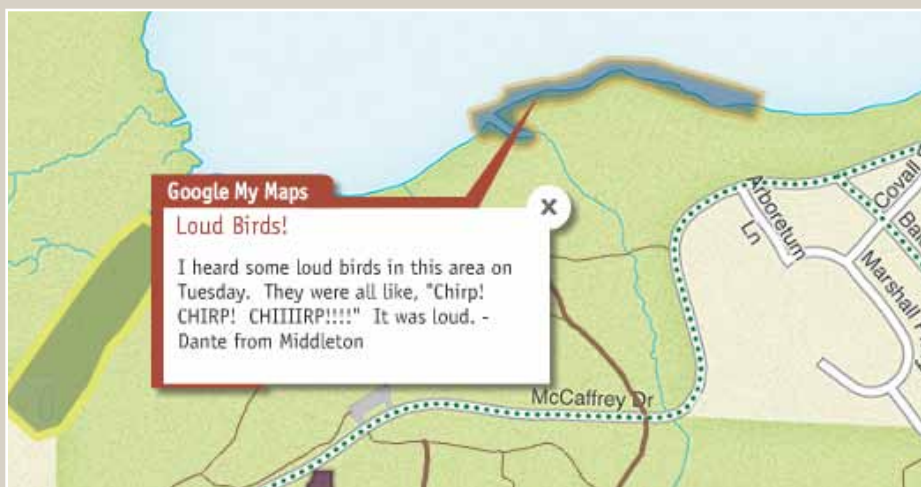 Google My Maps
Loud Birds!
I heard some loud birds in this area on
Tuesday. They were all like, "Chirp!
CHIRP! CHIIIIRP!!!!" It was loud. -
Dante from Middleton
Arboretum
Ln
Covall
McCaffrey Dr